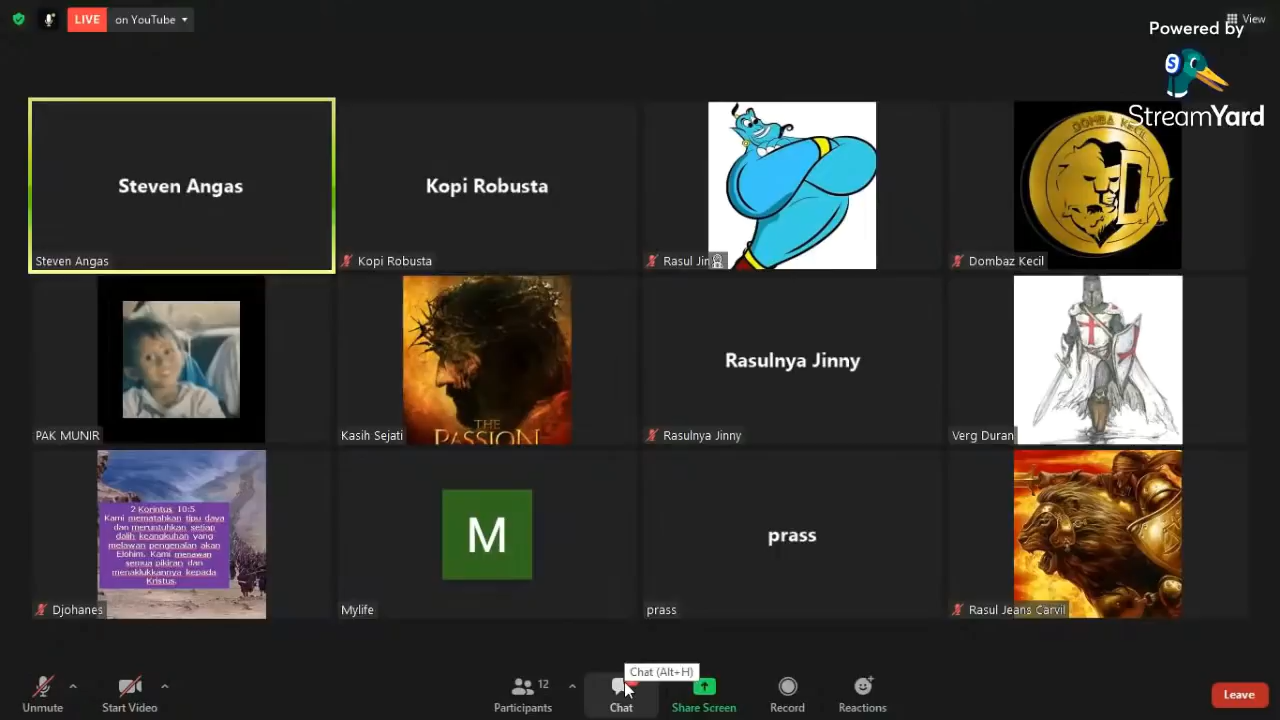 LIVE on YouTube
View
Powered by
StreamYard
Steven Angas
Steven Angas
Kopi Robusta
Kopi Robusta
Rasul Jin
DOMBA KECIL
DK
Dombaz Kecil
PAK MUNIR
THE
PASSION
Kasih Sejati
Rasulnya Jinny
Rasulnya Jinny
Verg Duran
2 Korintus 10:5
Kami mematahkan tipu daya
dan meruntuhkan setiap
dalih keangkuhan yang
melawan pengenalan akan
Elohim. Kami menawan
semua pikiran dan
menaklukkannya kepada
Kristus.
Djohanes
M
Mylife
prass
prass
Rasul Jeans Carvil
Chat (Alt+H)
Unmute
Start Video
12
Participants
Chat
Share Screen
Record
Reactions
Leave